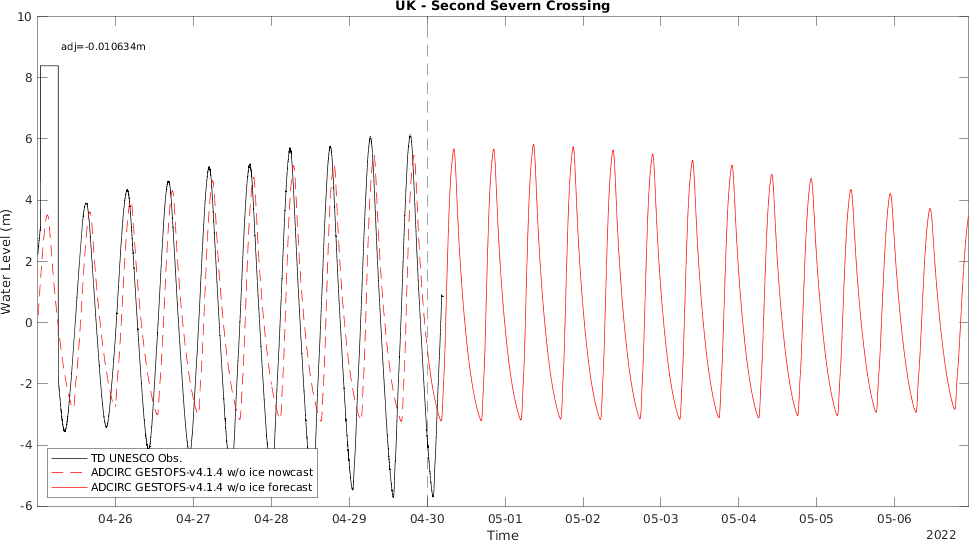 UK - Second Severn Crossing
10
adj=-0.010634m
8
6
4
2
0
-2
-4
-6
Water Level (m)
TD UNESCO Obs.
ADCIRC GESTOFS-v4.1.4 w/o ice nowcast
ADCIRC GESTOFS-v4.1.4 w/o ice forecast
04-26 04-27 04-28 04-29 04-30 05-01 05-02 05-03 05-04 05-05 05-06
Time
2022